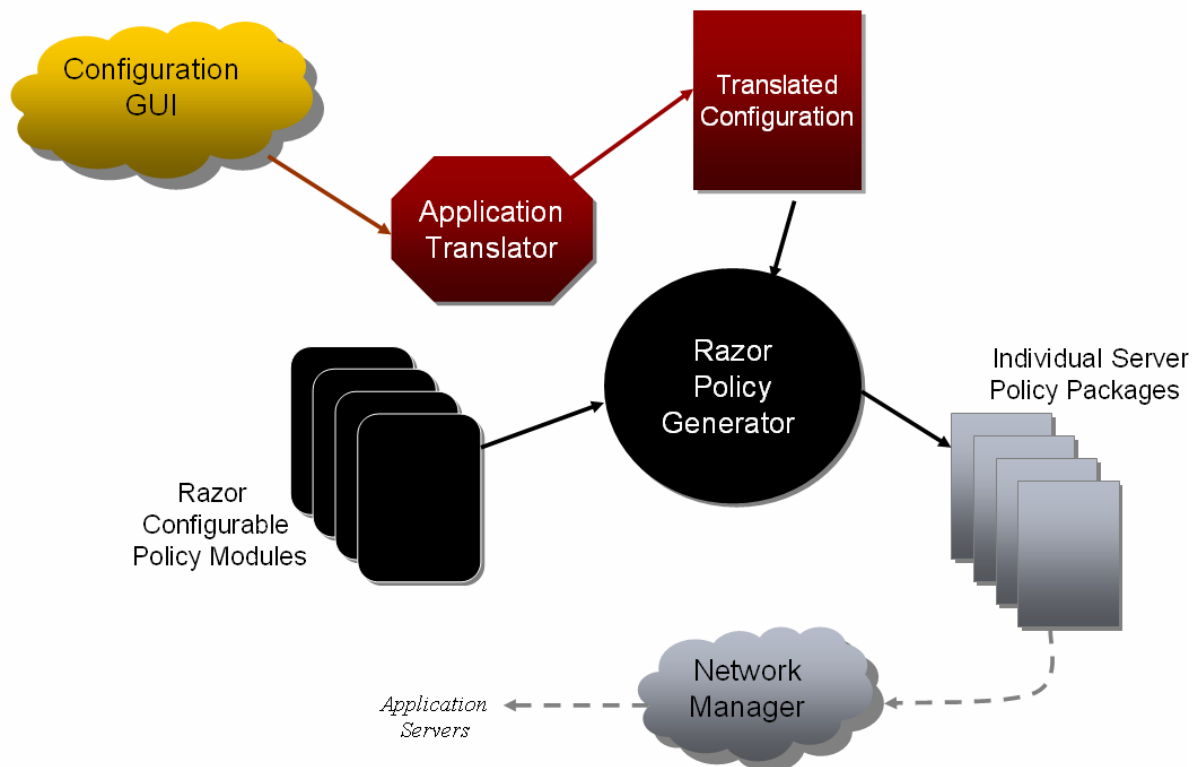 Configuration
GUI
Translated
Configuration
Application
Translator
Razor
Policy
Generator
Individual Server
Policy Packages
Razor
Configurable
Policy Modules
Network
Manager
Application
Servers